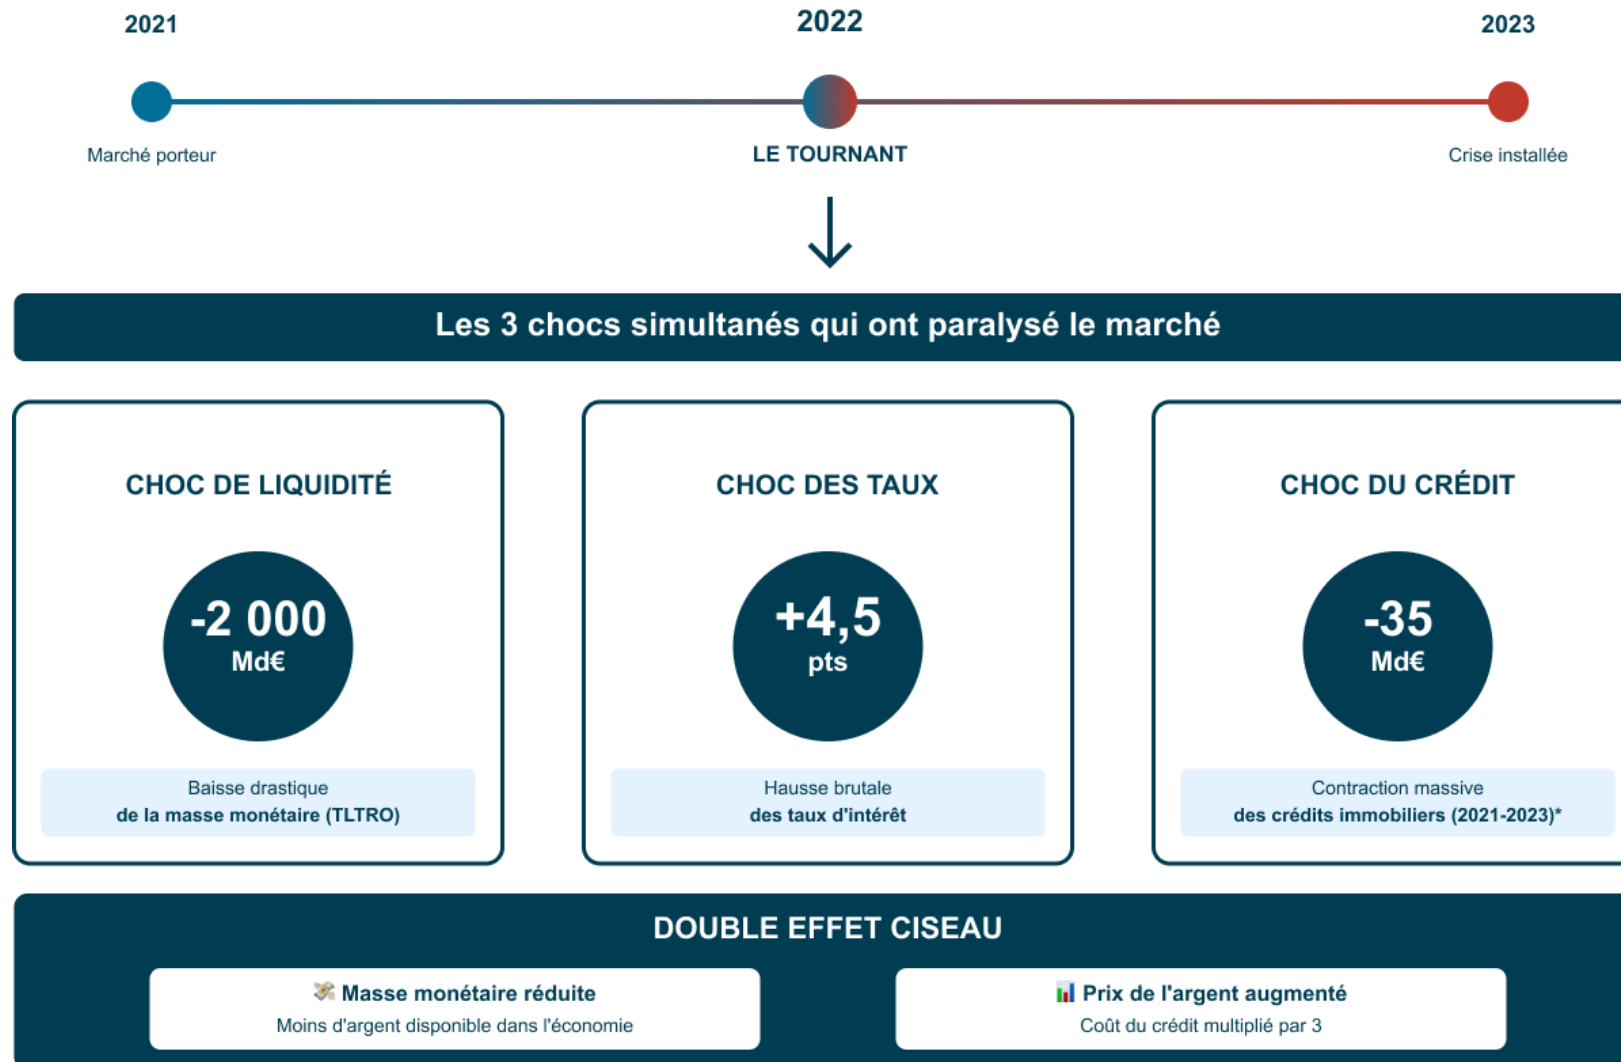 2021
2022
2023
Marché porteur
LE TOURNANT
Crise installée
Les 3 chocs simultanés qui ont paralysé le marché
CHOC DE LIQUIDITÉ
-2 000
Md€
Baisse drastique
de la masse monétaire (TLTRO)
CHOC DES TAUX
+4,5
pts
Hausse brutale
des taux d'intérêt
CHOC DU CRÉDIT
-35
Md€
Contraction massive
des crédits immobiliers (2021-2023)*
DOUBLE EFFET CISEAU
💸 Masse monétaire réduite
Moins d'argent disponible dans l'économie
📊 Prix de l'argent augmenté
Coût du crédit multiplié par 3